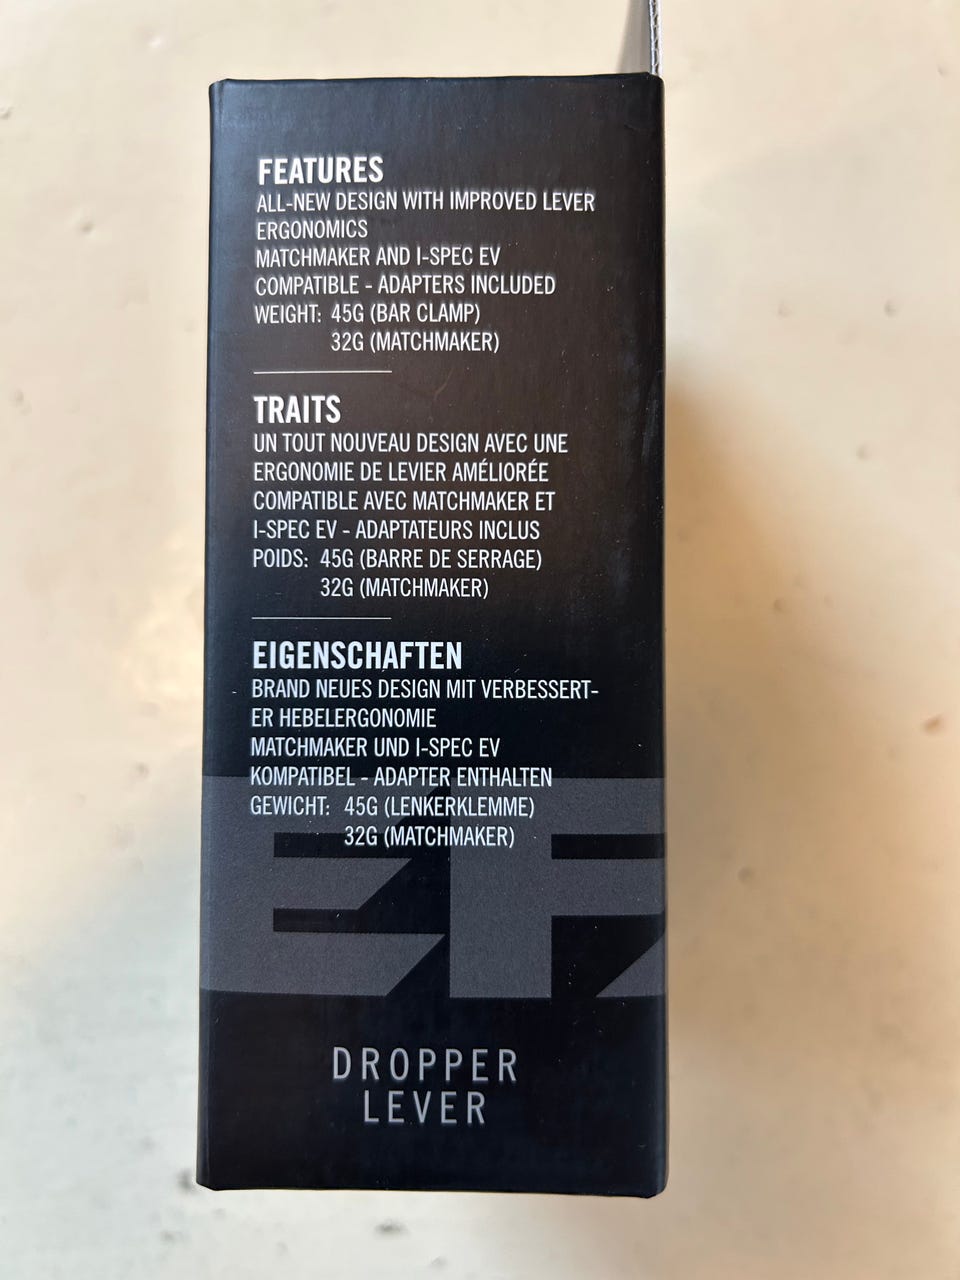 FEATURES
ALL-NEW DESIGN WITH IMPROVED LEVER
ERGONOMICS
MATCHMAKER AND I-SPEC EV
COMPATIBLE - ADAPTERS INCLUDED
WEIGHT: 45G (BAR CLAMP)
32G (MATCHMAKER)
TRAITS
UN TOUT NOUVEAU DESIGN AVEC UNE
ERGONOMIE DE LEVIER AMÉLIORÉE
COMPATIBLE AVEC MATCHMAKER ET
I-SPEC EV - ADAPTATEURS INCLUS
POIDS: 45G (BARRE DE SERRAGE)
32G (MATCHMAKER)
EIGENSCHAFTEN
BRAND NEUES DESIGN MIT VERBESSERT-
ER HEBELERGONOMIE
MATCHMAKER UND I-SPEC EV
KOMPATIBEL - ADAPTER ENTHALTEN
GEWICHT: 45G (LENKERKLEMME)
32G (MATCHMAKER)
DROPPER
LEVER